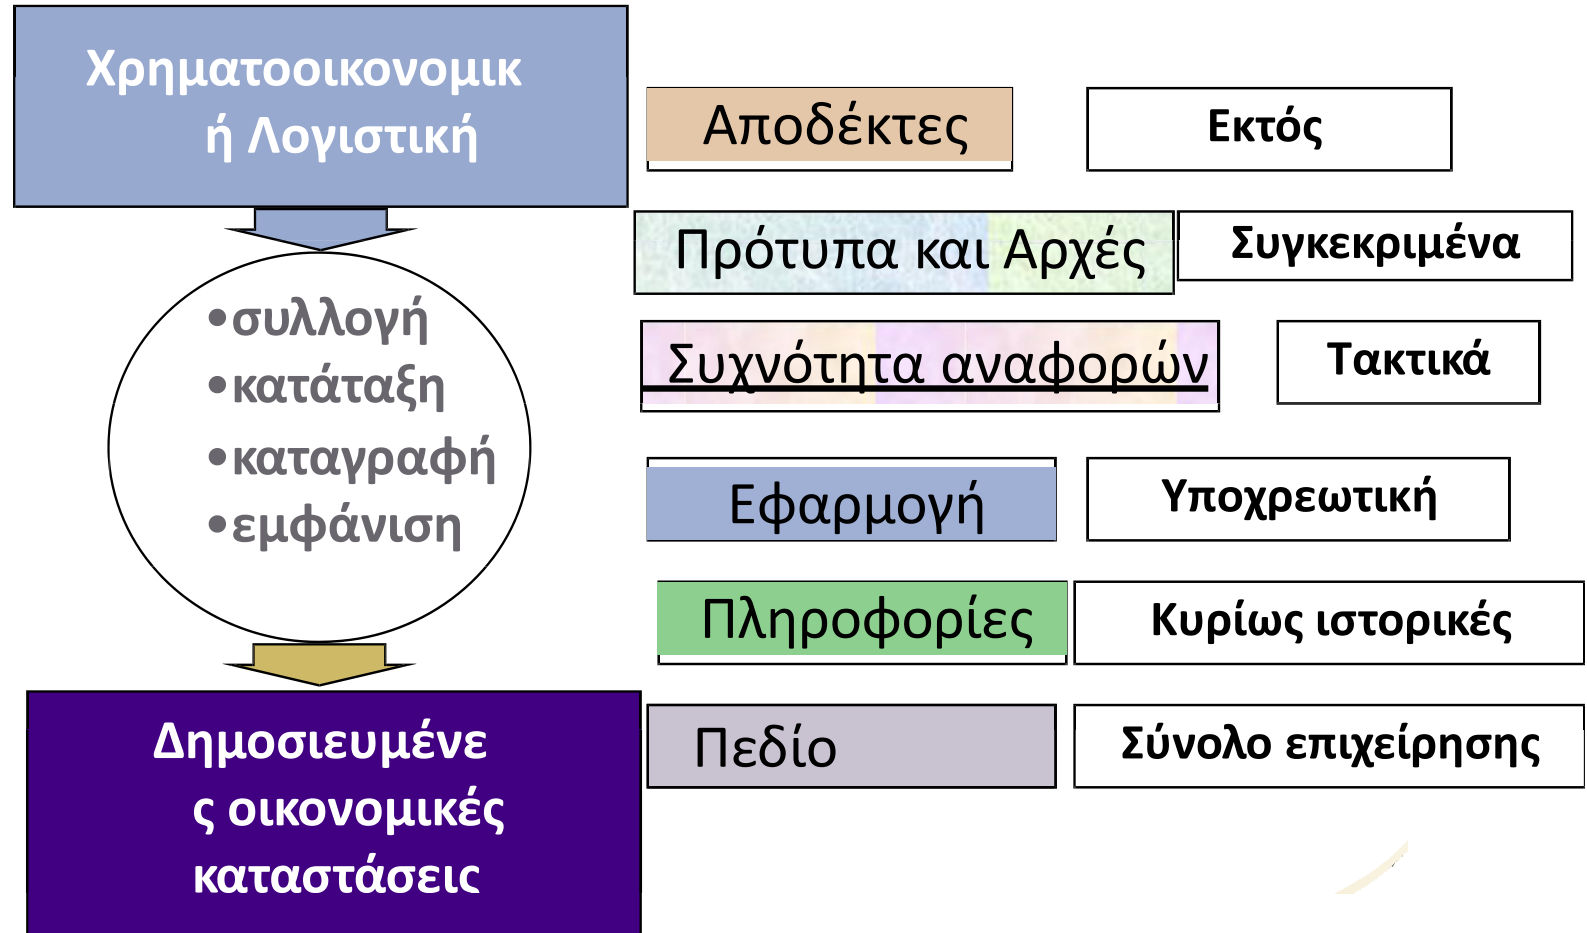 Χρηματοοικονομικ
ή Λογιστική
•συλλογή
•κατάταξη
•καταγραφή
•εμφάνιση
Δημοσιευμένε
ς οικονομικές
καταστάσεις
Αποδέκτες
Εκτός
Πρότυπα και Αρχές
Συγκεκριμένα
Συχνότητα αναφορών
Τακτικά
Εφαρμογή
Υποχρεωτική
Πληροφορίες
Κυρίως ιστορικές
Πεδίο
Σύνολο επιχείρησης